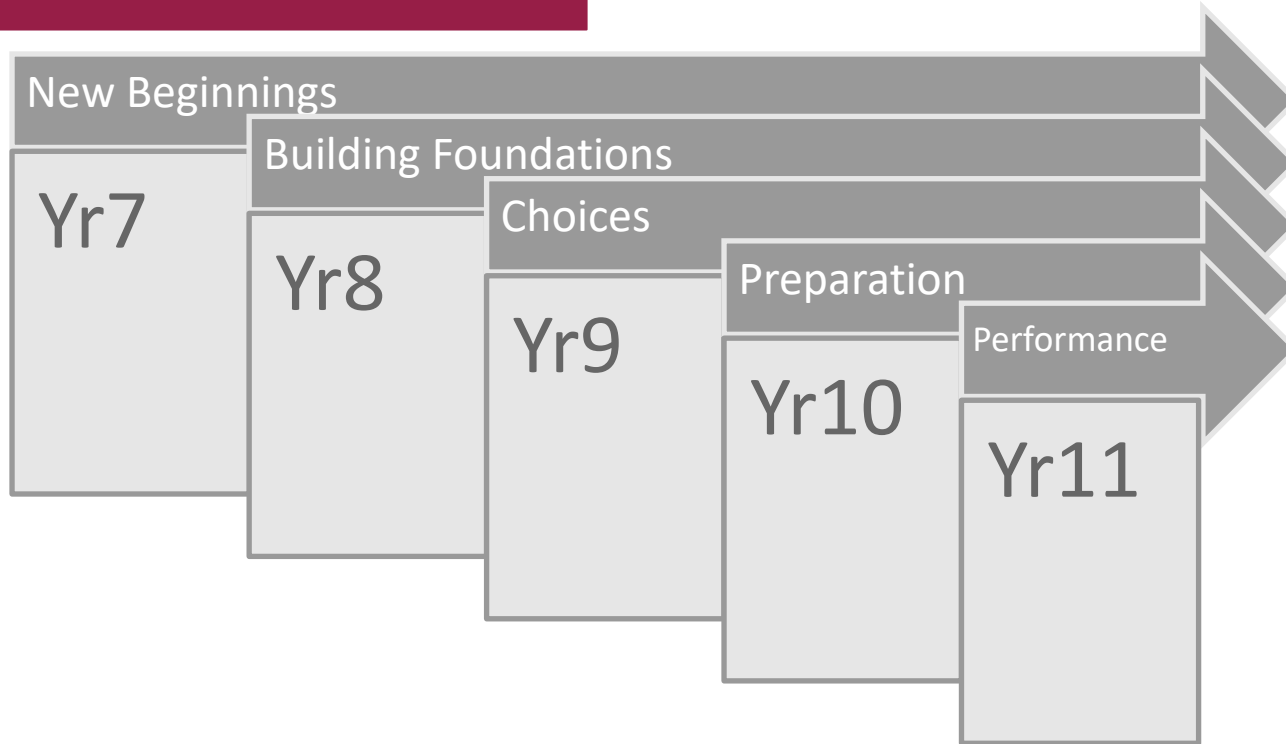 New Beginnings
Yr7
Building Foundations
Yr8
Choices
Yr9
Preparation
Yr10
Performance
Yr11